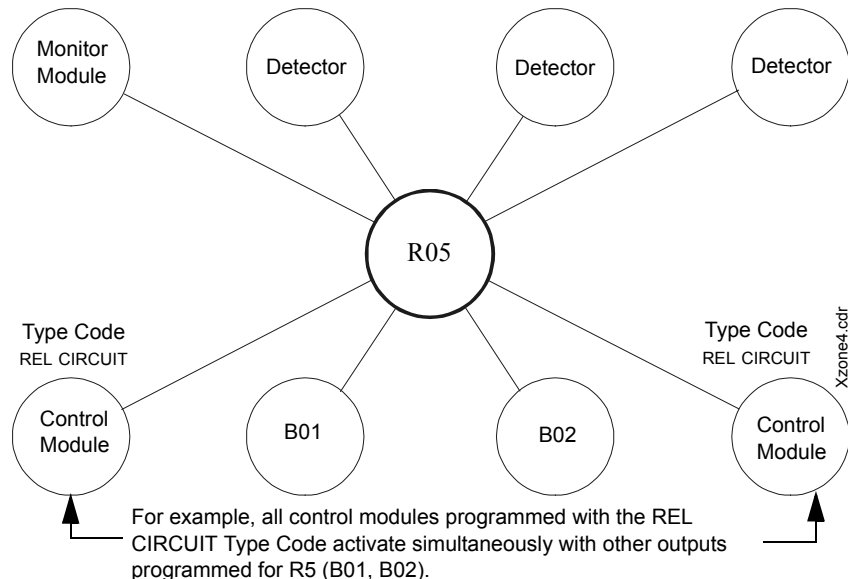 Monitor
Module
Detector
Detector
Detector
R05
Type Code
REL CIRCUIT
Type Code
REL CIRCUIT
Xzone4.cdr
Control
Module
B01
B02
Control
Module
For example, all control modules programmed with the REL
CIRCUIT Type Code activate simultaneously with other outputs
programmed for R5 (B01, B02).